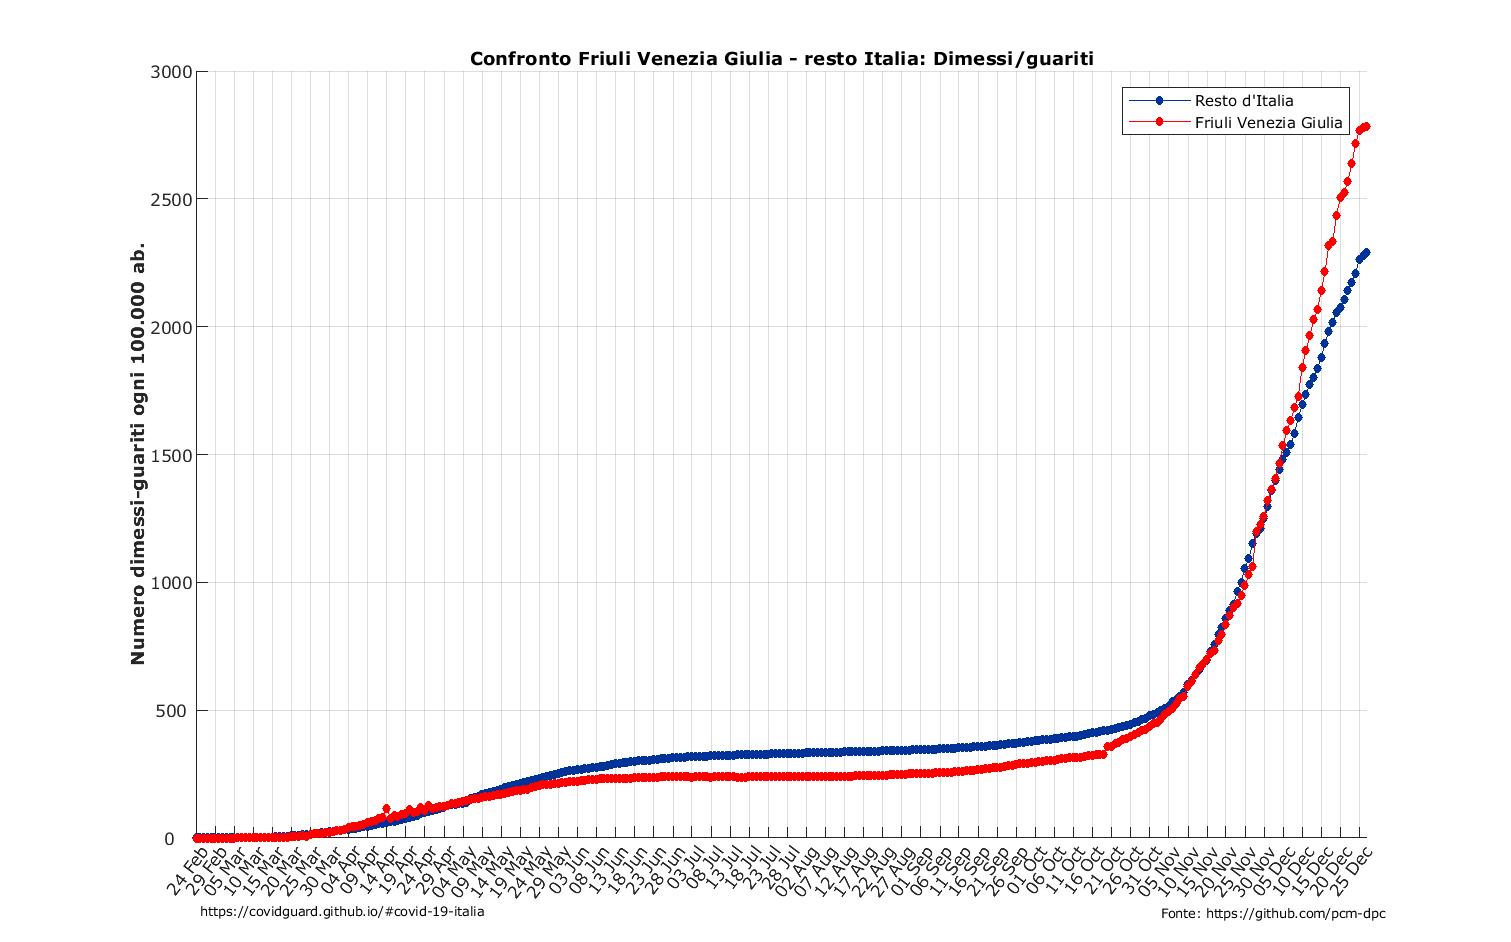 Confronto Friuli Venezia Giulia - resto Italia: Dimessi/guariti
Resto d'Italia
Friuli Venezia Giulia
Numero dimessi-guariti ogni 100.000 ab.
3000
2500
2000
1500
1000
500
0
24 Feb
29 Feb
05 Mar
10 Mar
15 Mar
20 Mar
25 Mar
30 Mar
04 Apr
09 Apr
14 Apr
19 Apr
24 Apr
29 Apr
04 May
09 May
14 May
19 May
24 May
29 May
03 Jun
08 Jun
13 Jun
18 Jun
23 Jun
28 Jun
03 Jul
08 Jul
13 Jul
18 Jul
23 Jul
28 Jul
02 Aug
07 Aug
12 Aug
17 Aug
22 Aug
27 Aug
01 Sep
06 Sep
11 Sep
16 Sep
21 Sep
26 Sep
01 Oct
06 Oct
11 Oct
16 Oct
21 Oct
26 Oct
31 Oct
05 Nov
10 Nov
15 Nov
20 Nov
25 Nov
30 Nov
05 Dec
10 Dec
15 Dec
20 Dec
25 Dec
https://covidguard.github.io/#covid-19-italia
Fonte: https://github.com/pcm-dpc